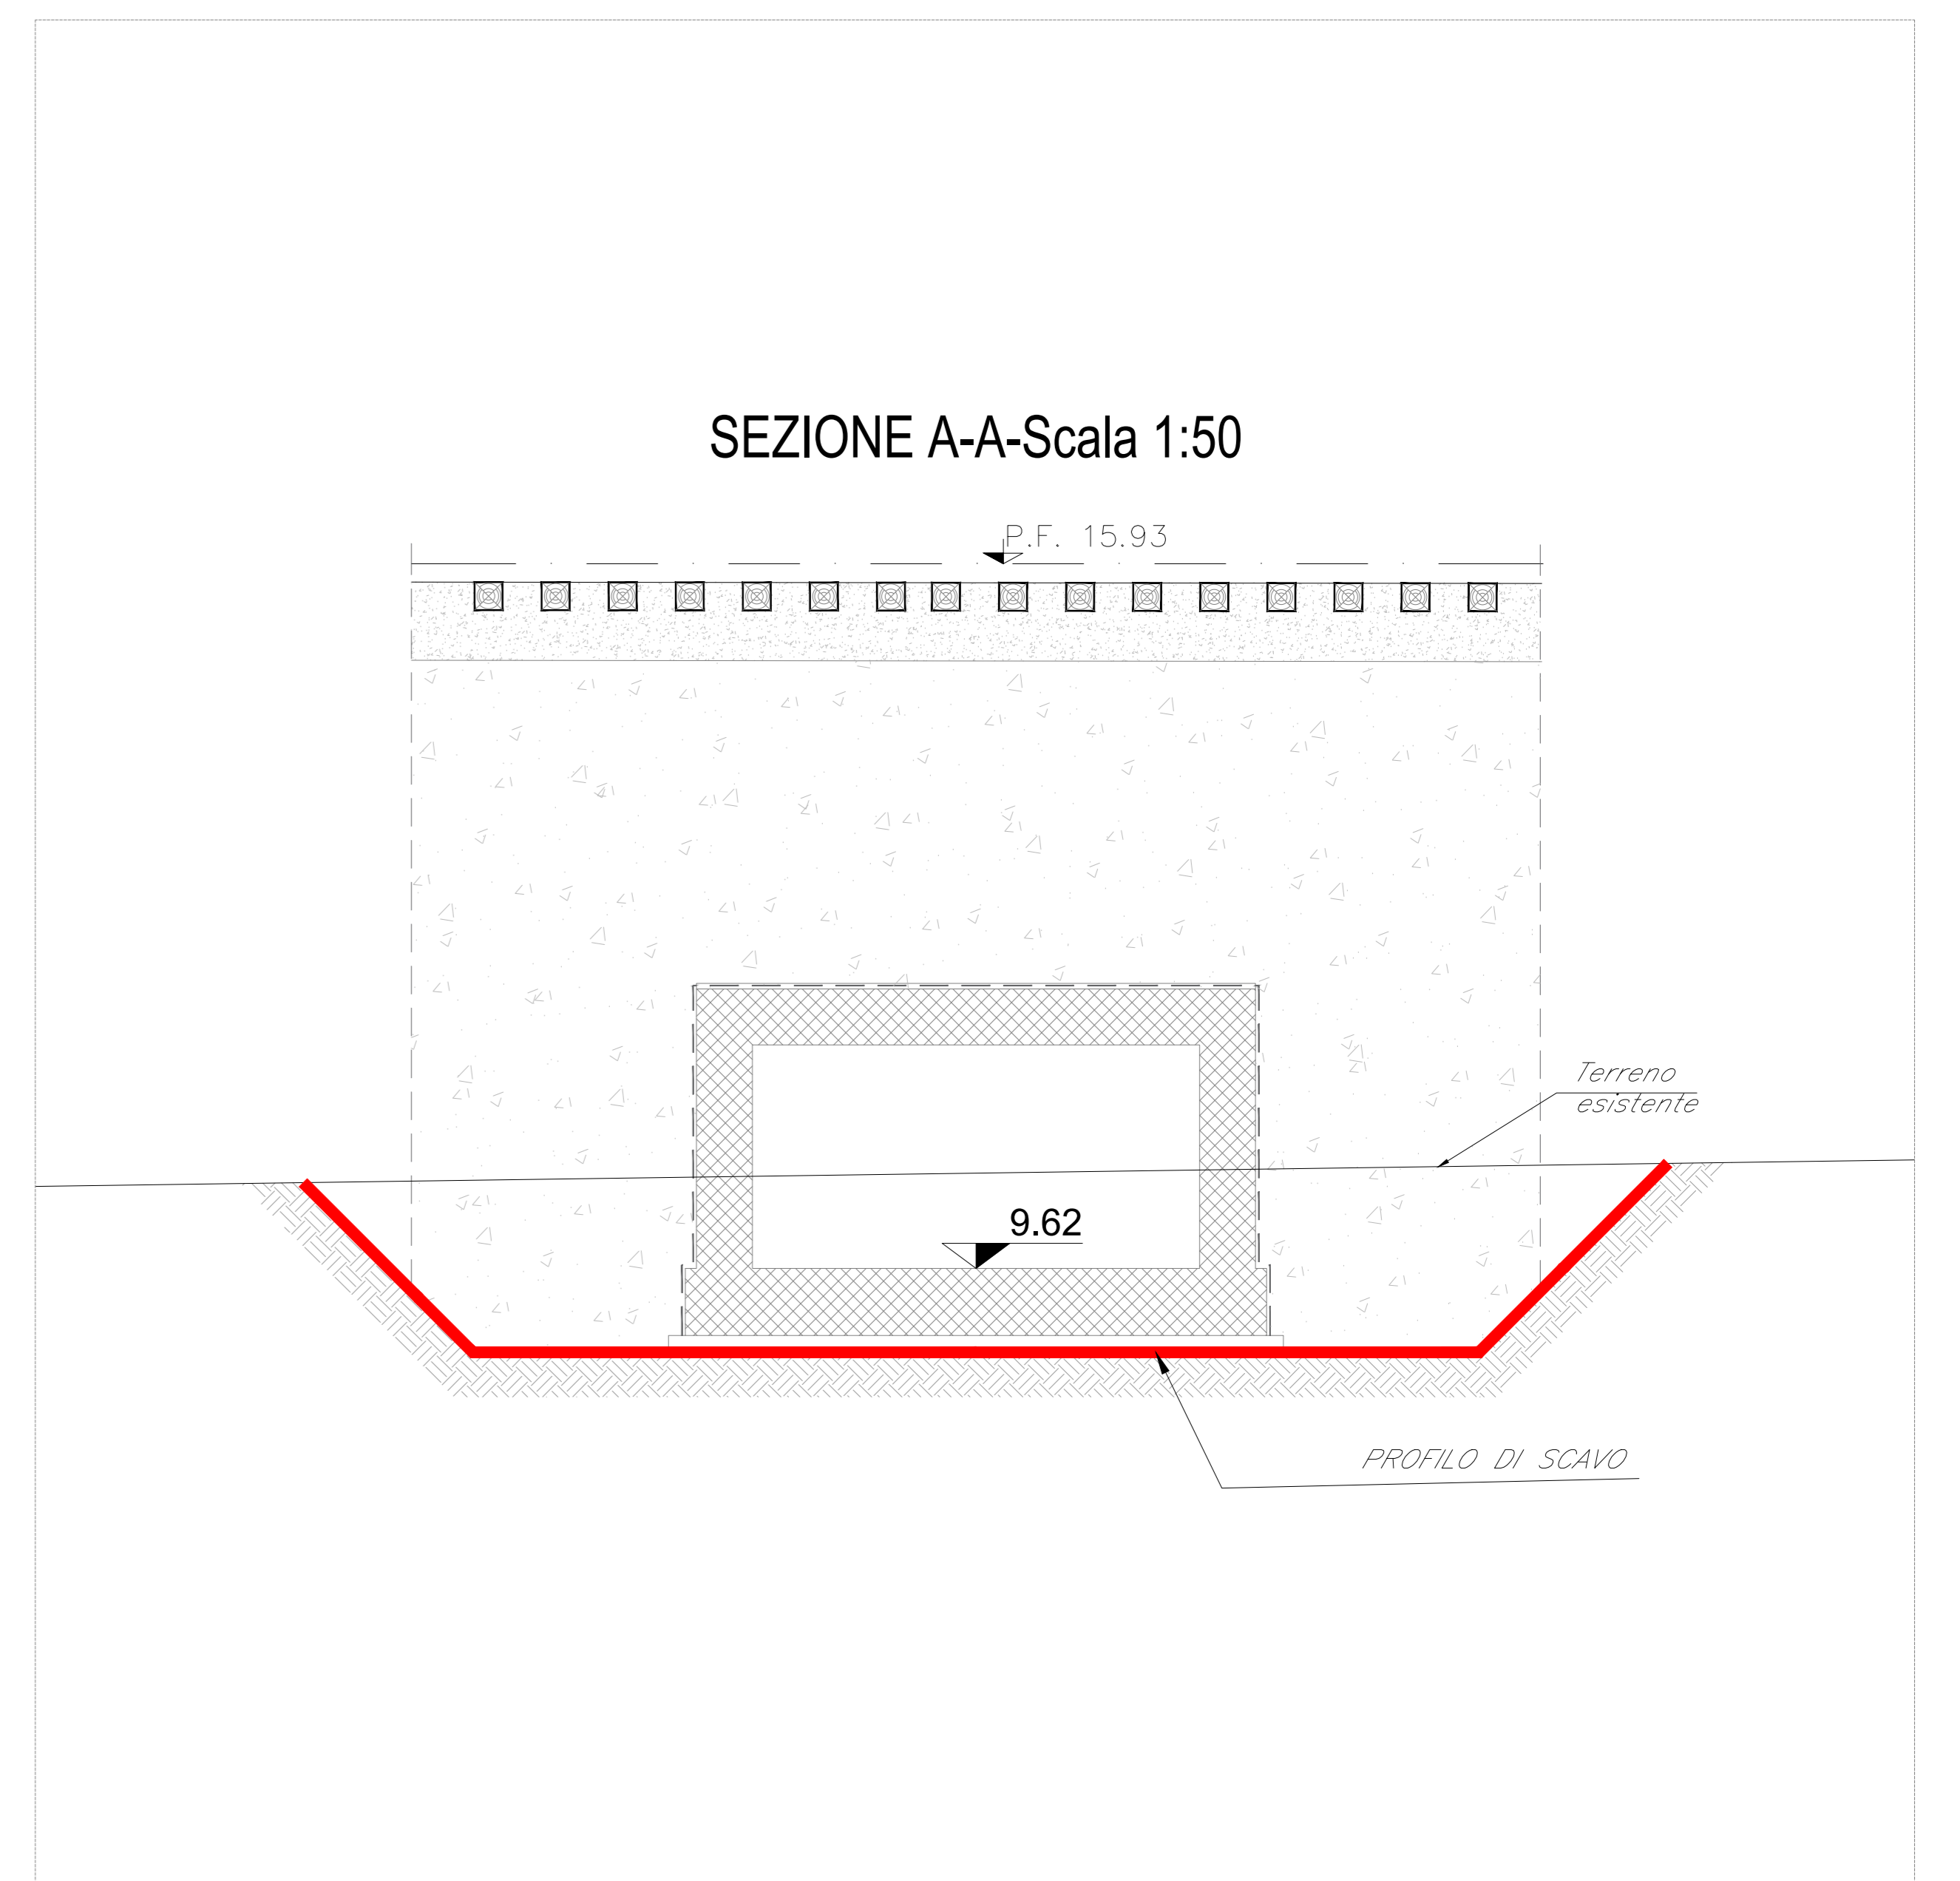 SEZIONE A-A-Scala 1:50
P.F. 15.93
Terreno
esistente
9.62
PROFILO DI SCAVO